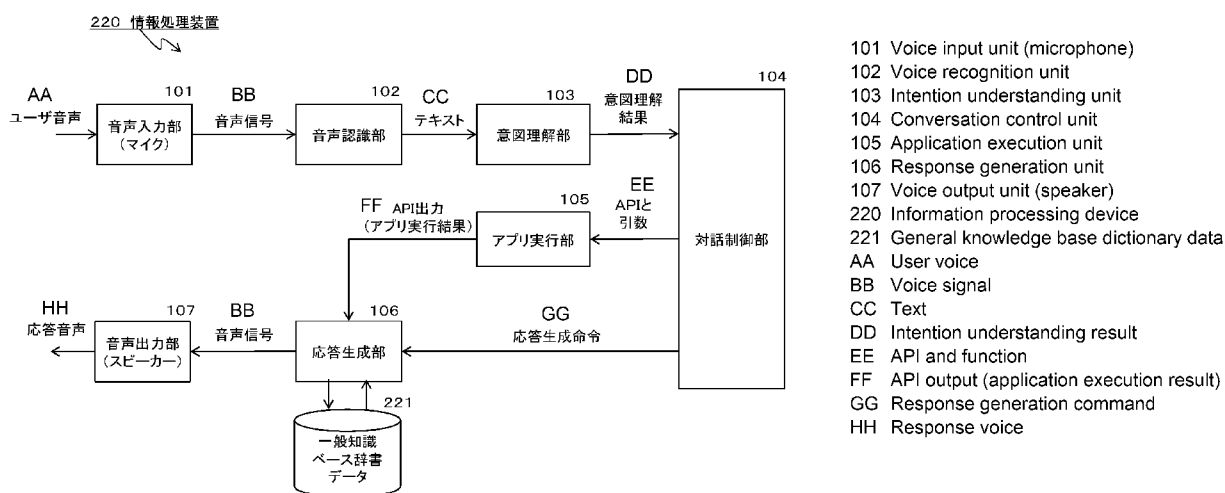 220 情報処理装置
AA
ユーザ音声
101
音声入力部
(マイク)
BB
音声信号
102
音声認識部
CC
テキスト
103
意図理解部
DD
意図理解
結果
104
対話制御部
FF API出力
(アプリ実行結果)
105
アプリ実行部
EE
APIと
引数
HH
応答音声
107
音声出力部
(スピーカー)
BB
音声信号
106
応答生成部
GG
応答生成命令
221
一般知識
ベース辞書
データ
101 Voice input unit (microphone)
102 Voice recognition unit
103 Intention understanding unit
104 Conversation control unit
105 Application execution unit
106 Response generation unit
107 Voice output unit (speaker)
220 Information processing device
221 General knowledge base dictionary data
AA User voice
BB Voice signal
CC Text
DD Intention understanding result
EE API and function
FF API output (application execution result)
GG Response generation command
HH Response voice